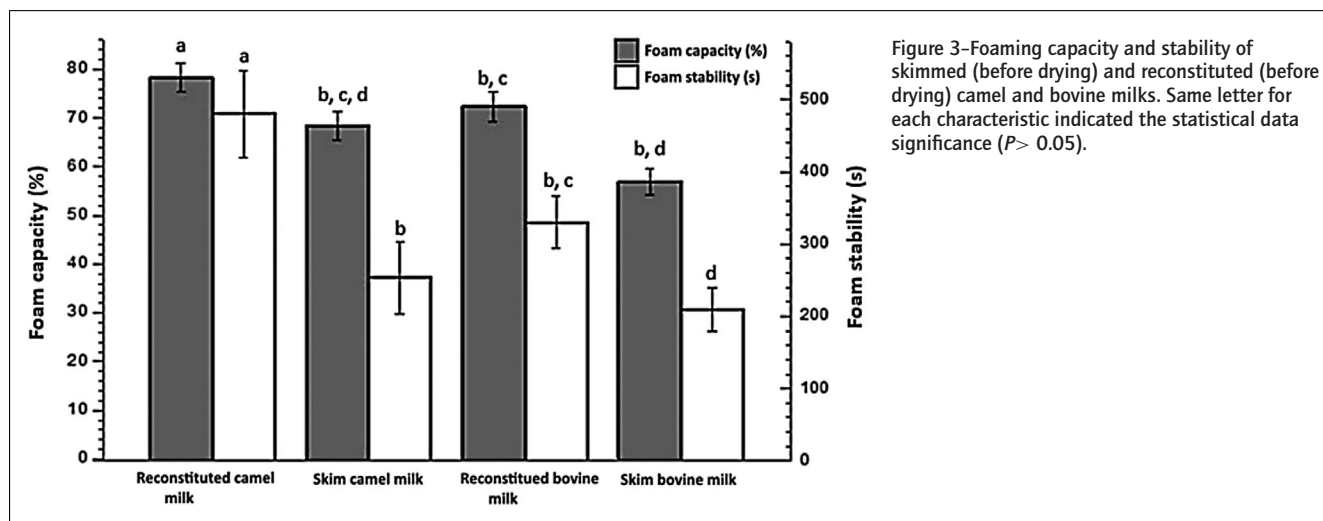 a
a
b, c, d
b
b, c
b, c
b, d
d
Foam capacity (%)
Foam stability (s)
80
70
60
50
40
30
20
10
0
Foam capacity (%)
500
400
300
200
100
000
Foam stability (s)
Reconstituted camel
milk
Skim camel milk
Reconstitued bovine
milk
Skim bovine milk
Figure 3–Foaming capacity and stability of
skimmed (before drying) and reconstituted (before
drying) camel and bovine milks. Same letter for
each characteristic indicated the statistical data
significance (P> 0.05).